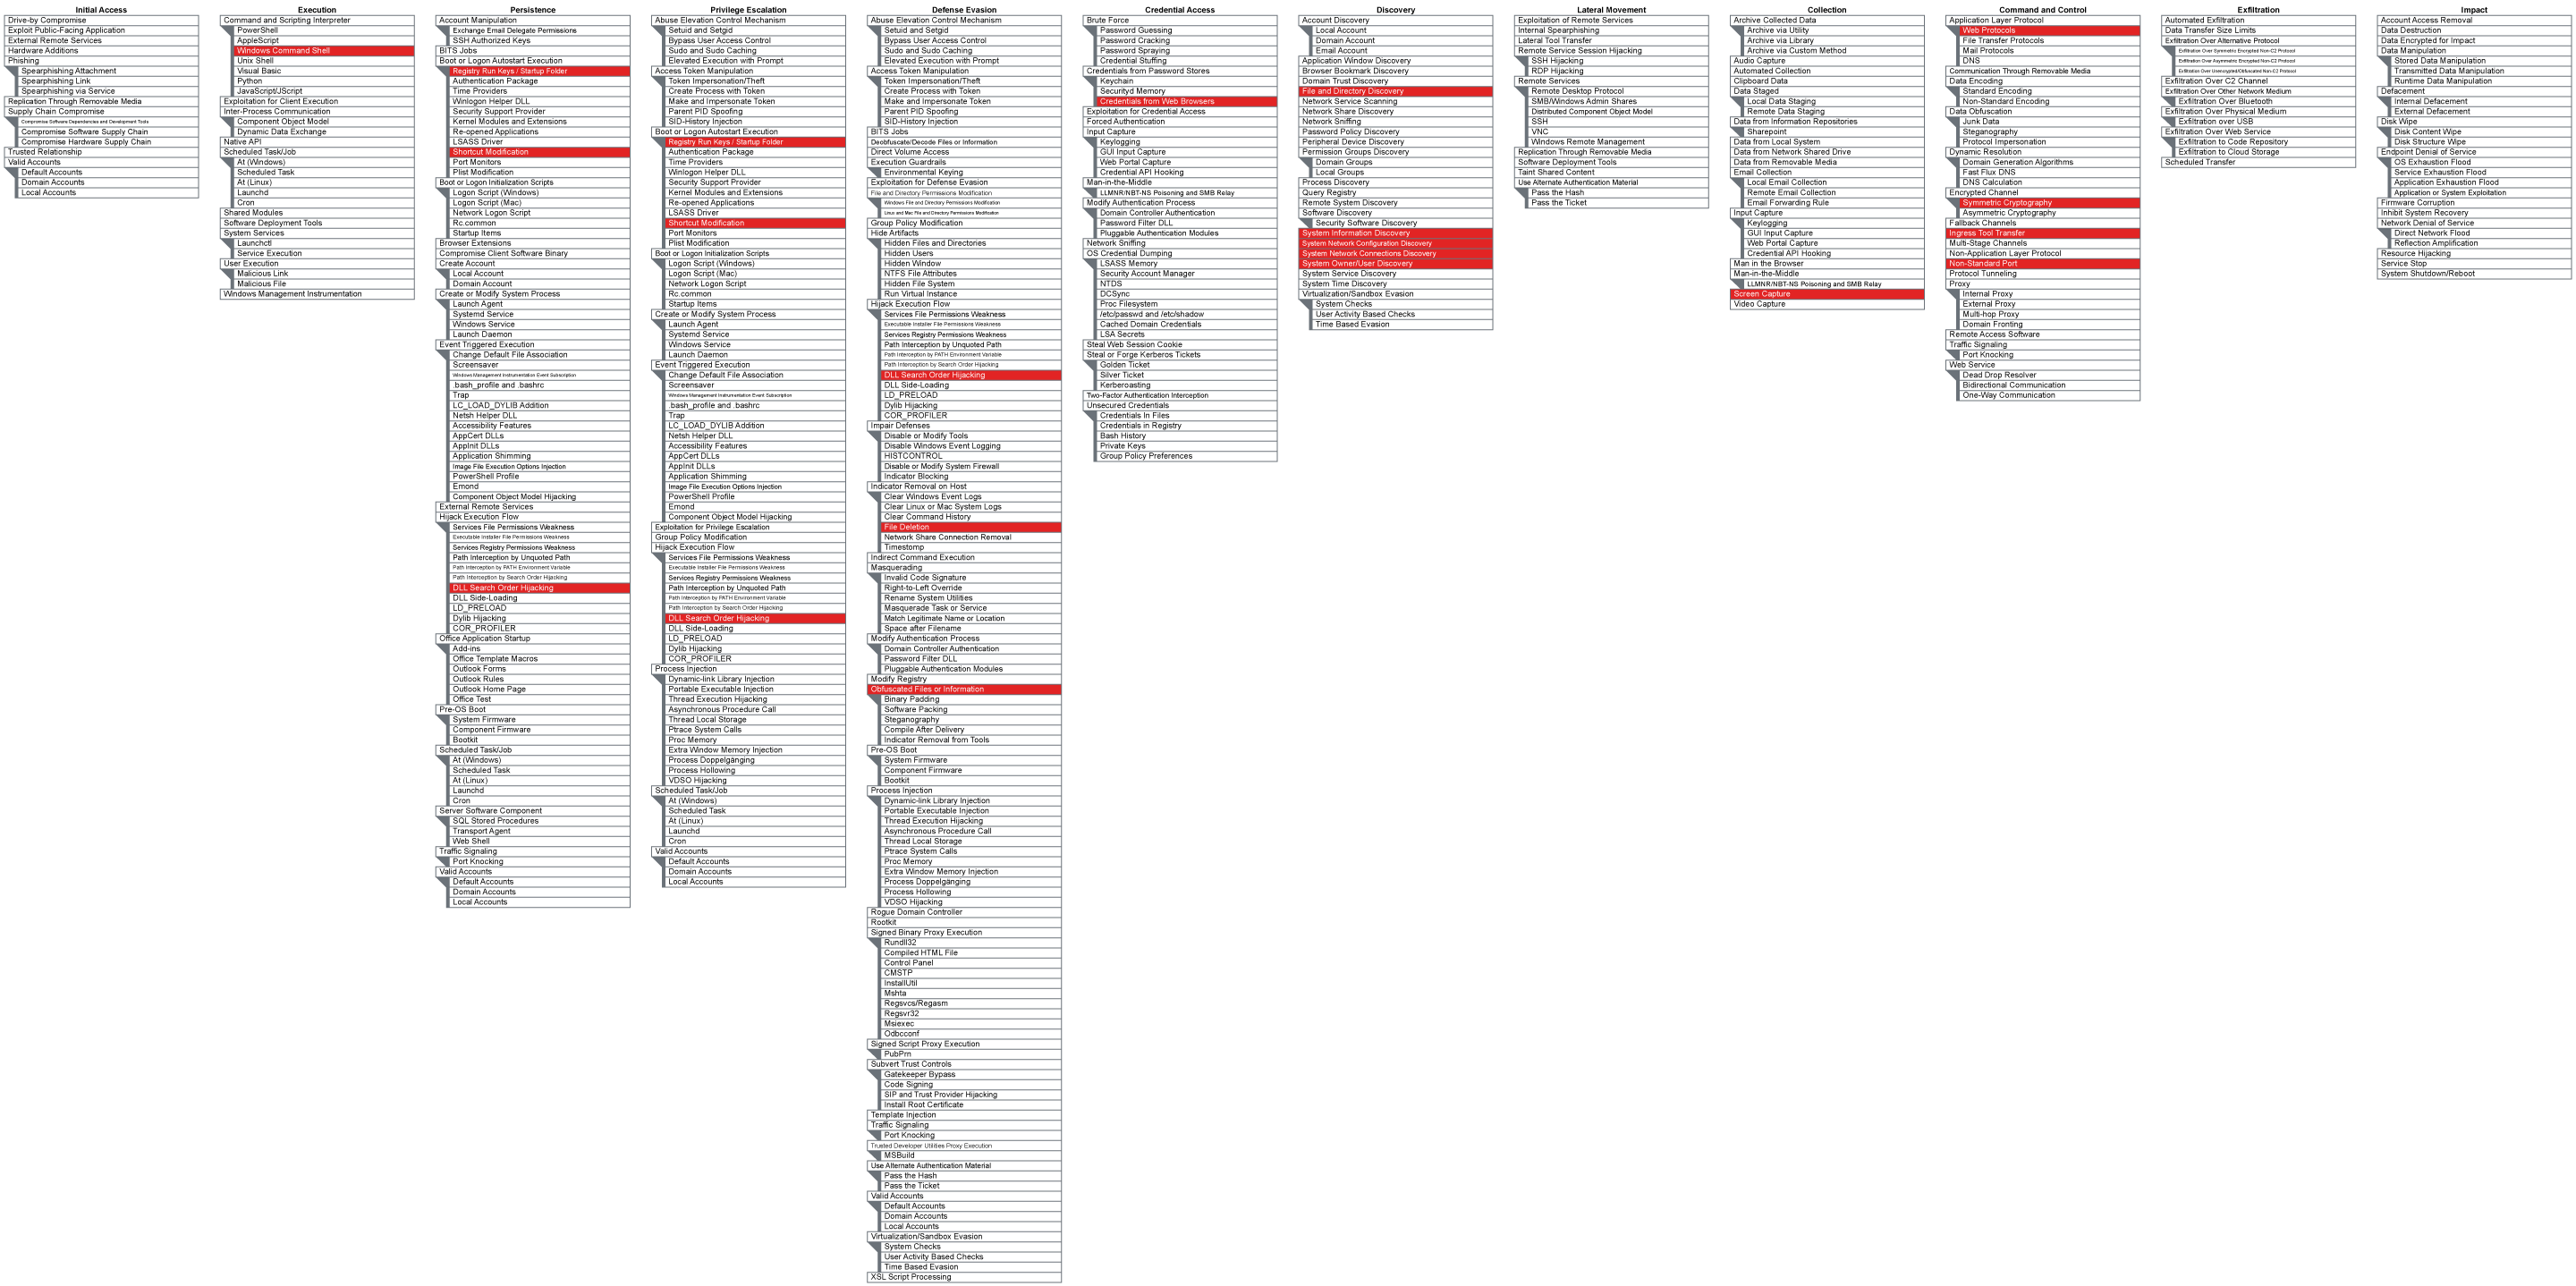 Initial Access
Drive-by Compromise
Exploit Public-Facing Application
External Remote Services
Hardware Additions
Phishing
Spearphishing Attachment
Spearphishing Link
Spearphishing via Service
Replication Through Removable Media
Supply Chain Compromise
Compromise Software Dependencies and Development Tools
Compromise Software Supply Chain
Compromise Hardware Supply Chain
Trusted Relationship
Valid Accounts
Default Accounts
Domain Accounts
Local Accounts
Execution
Command and Scripting Interpreter
PowerShell
AppleScript
Windows Command Shell
Unix Shell
Visual Basic
Python
JavaScript/JScript
Exploitation for Client Execution
Inter-Process Communication
Component Object Model
Dynamic Data Exchange
Native API
Scheduled Task/Job
At (Windows)
Scheduled Task
At (Linux)
Launchd
Cron
Shared Modules
Software Deployment Tools
System Services
Launchctl
Service Execution
User Execution
Malicious Link
Malicious File
Windows Management Instrumentation
Persistence
Account Manipulation
Exchange Email Delegate Permissions
SSH Authorized Keys
BITS Jobs
Boot or Logon Autostart Execution
Registry Run Keys / Startup Folder
Authentication Package
Time Providers
Winlogon Helper DLL
Security Support Provider
Kernel Modules and Extensions
Re-opened Applications
LSASS Driver
Shortcut Modification
Port Monitors
Plist Modification
Boot or Logon Initialization Scripts
Logon Script (Windows)
Logon Script (Mac)
Network Logon Script
Rc.common
Startup Items
Browser Extensions
Compromise Client Software Binary
Create Account
Local Account
Domain Account
Create or Modify System Process
Launch Agent
Systemd Service
Windows Service
Launch Daemon
Event Triggered Execution
Change Default File Association
Screensaver
Windows Management Instrumentation Event Subscription
.bash_profile and .bashrc
Trap
LC_LOAD_DYLIB Addition
Netsh Helper DLL
Accessibility Features
AppCert DLLs
AppInit DLLs
Application Shimming
Image File Execution Options Injection
PowerShell Profile
Emond
Component Object Model Hijacking
External Remote Services
Hijack Execution Flow
Services File Permissions Weakness
Executable Installer File Permissions Weakness
Services Registry Permissions Weakness
Path Interception by Unquoted Path
Path Interception by PATH Environment Variable
Path Interception by Search Order Hijacking
DLL Search Order Hijacking
DLL Side-Loading
LD_PRELOAD
Dylib Hijacking
COR_PROFILER
Office Application Startup
Add-ins
Office Template Macros
Outlook Forms
Outlook Rules
Outlook Home Page
Office Test
Pre-OS Boot
System Firmware
Component Firmware
Bootkit
Scheduled Task/Job
At (Windows)
Scheduled Task
At (Linux)
Launchd
Cron
Server Software Component
SQL Stored Procedures
Transport Agent
Web Shell
Traffic Signaling
Port Knocking
Valid Accounts
Default Accounts
Domain Accounts
Local Accounts
Privilege Escalation
Abuse Elevation Control Mechanism
Setuid and Setgid
Bypass User Access Control
Sudo and Sudo Caching
Elevated Execution with Prompt
Access Token Manipulation
Token Impersonation/Theft
Create Process with Token
Make and Impersonate Token
Parent PID Spoofing
SID-History Injection
Boot or Logon Autostart Execution
Registry Run Keys / Startup Folder
Authentication Package
Time Providers
Winlogon Helper DLL
Security Support Provider
Kernel Modules and Extensions
Re-opened Applications
LSASS Driver
Shortcut Modification
Port Monitors
Plist Modification
Boot or Logon Initialization Scripts
Logon Script (Windows)
Logon Script (Mac)
Network Logon Script
Rc.common
Startup Items
Create or Modify System Process
Launch Agent
Systemd Service
Windows Service
Launch Daemon
Event Triggered Execution
Change Default File Association
Screensaver
Windows Management Instrumentation Event Subscription
.bash_profile and .bashrc
Trap
LC_LOAD_DYLIB Addition
Netsh Helper DLL
Accessibility Features
AppCert DLLs
AppInit DLLs
Application Shimming
Image File Execution Options Injection
PowerShell Profile
Emond
Component Object Model Hijacking
Exploitation for Privilege Escalation
Group Policy Modification
Hijack Execution Flow
Services File Permissions Weakness
Executable Installer File Permissions Weakness
Services Registry Permissions Weakness
Path Interception by Unquoted Path
Path Interception by PATH Environment Variable
Path Interception by Search Order Hijacking
DLL Search Order Hijacking
DLL Side-Loading
LD_PRELOAD
Dylib Hijacking
COR_PROFILER
Process Injection
Dynamic-link Library Injection
Portable Executable Injection
Thread Execution Hijacking
Asynchronous Procedure Call
Thread Local Storage
Ptrace System Calls
Proc Memory
Extra Window Memory Injection
Process Doppelgänging
Process Hollowing
VDSO Hijacking
Scheduled Task/Job
At (Windows)
Scheduled Task
At (Linux)
Launchd
Cron
Valid Accounts
Default Accounts
Domain Accounts
Local Accounts
Defense Evasion
Abuse Elevation Control Mechanism
Setuid and Setgid
Bypass User Access Control
Sudo and Sudo Caching
Elevated Execution with Prompt
Access Token Manipulation
Token Impersonation/Theft
Create Process with Token
Make and Impersonate Token
Parent PID Spoofing
SID-History Injection
BITS Jobs
Deobfuscate/Decode Files or Information
Direct Volume Access
Execution Guardrails
Environmental Keying
Exploitation for Defense Evasion
File and Directory Permissions Modification
Windows File and Directory Permissions Modification
Linux and Mac File and Directory Permissions Modification
Group Policy Modification
Hide Artifacts
Hidden Files and Directories
Hidden Users
Hidden Window
NTFS File Attributes
Hidden File System
Run Virtual Instance
Hijack Execution Flow
Services File Permissions Weakness
Executable Installer File Permissions Weakness
Services Registry Permissions Weakness
Path Interception by Unquoted Path
Path Interception by PATH Environment Variable
Path Interception by Search Order Hijacking
DLL Search Order Hijacking
DLL Side-Loading
LD_PRELOAD
Dylib Hijacking
COR_PROFILER
Impair Defenses
Disable or Modify Tools
Disable Windows Event Logging
HISTCONTROL
Disable or Modify System Firewall
Indicator Blocking
Indicator Removal on Host
Clear Windows Event Logs
Clear Linux or Mac System Logs
Clear Command History
File Deletion
Network Share Connection Removal
Timestomp
Indirect Command Execution
Masquerading
Invalid Code Signature
Right-to-Left Override
Rename System Utilities
Masquerade Task or Service
Match Legitimate Name or Location
Space after Filename
Modify Authentication Process
Domain Controller Authentication
Password Filter DLL
Pluggable Authentication Modules
Modify Registry
Obfuscated Files or Information
Binary Padding
Software Packing
Steganography
Compile After Delivery
Indicator Removal from Tools
Pre-OS Boot
System Firmware
Component Firmware
Bootkit
Process Injection
Dynamic-link Library Injection
Portable Executable Injection
Thread Execution Hijacking
Asynchronous Procedure Call
Thread Local Storage
Ptrace System Calls
Proc Memory
Extra Window Memory Injection
Process Doppelgänging
Process Hollowing
VDSO Hijacking
Rogue Domain Controller
Rootkit
Signed Binary Proxy Execution
Rundll32
Compiled HTML File
Control Panel
CMSTP
InstallUtil
Mshta
Regsvcs/Regasm
Regsvr32
Msiexec
Odbcconf
Signed Script Proxy Execution
PubPrn
Subvert Trust Controls
Gatekeeper Bypass
Code Signing
SIP and Trust Provider Hijacking
Install Root Certificate
Template Injection
Traffic Signaling
Port Knocking
Trusted Developer Utilities Proxy Execution
MSBuild
Use Alternate Authentication Material
Pass the Hash
Pass the Ticket
Valid Accounts
Default Accounts
Domain Accounts
Local Accounts
Virtualization/Sandbox Evasion
System Checks
User Activity Based Checks
Time Based Evasion
XSL Script Processing
Credential Access
Brute Force
Password Guessing
Password Cracking
Password Spraying
Credential Stuffing
Credentials from Password Stores
Keychain
Securityd Memory
Credentials from Web Browsers
Exploitation for Credential Access
Forced Authentication
Input Capture
Keylogging
GUI Input Capture
Web Portal Capture
Credential API Hooking
Man-in-the-Middle
LLMNR/NBT-NS Poisoning and SMB Relay
Modify Authentication Process
Domain Controller Authentication
Password Filter DLL
Pluggable Authentication Modules
Network Sniffing
OS Credential Dumping
LSASS Memory
Security Account Manager
NTDS
DCSync
Proc Filesystem
/etc/passwd and /etc/shadow
Cached Domain Credentials
LSA Secrets
Steal Web Session Cookie
Steal or Forge Kerberos Tickets
Golden Ticket
Silver Ticket
Kerberoasting
Two-Factor Authentication Interception
Unsecured Credentials
Credentials In Files
Credentials in Registry
Bash History
Private Keys
Group Policy Preferences
Discovery
Account Discovery
Local Account
Domain Account
Email Account
Application Window Discovery
Browser Bookmark Discovery
Domain Trust Discovery
File and Directory Discovery
Network Service Scanning
Network Share Discovery
Network Sniffing
Password Policy Discovery
Peripheral Device Discovery
Permission Groups Discovery
Domain Groups
Local Groups
Process Discovery
Query Registry
Remote System Discovery
Software Discovery
Security Software Discovery
System Information Discovery
System Network Configuration Discovery
System Network Connections Discovery
System Owner/User Discovery
System Service Discovery
System Time Discovery
Virtualization/Sandbox Evasion
System Checks
User Activity Based Checks
Time Based Evasion
Lateral Movement
Exploitation of Remote Services
Internal Spearphishing
Lateral Tool Transfer
Remote Service Session Hijacking
SSH Hijacking
RDP Hijacking
Remote Services
Remote Desktop Protocol
SMB/Windows Admin Shares
Distributed Component Object Model
SSH
VNC
Windows Remote Management
Replication Through Removable Media
Software Deployment Tools
Taint Shared Content
Use Alternate Authentication Material
Pass the Hash
Pass the Ticket
Collection
Archive Collected Data
Archive via Utility
Archive via Library
Archive via Custom Method
Audio Capture
Automated Collection
Clipboard Data
Data Staged
Local Data Staging
Remote Data Staging
Data from Information Repositories
Sharepoint
Data from Local System
Data from Network Shared Drive
Data from Removable Media
Email Collection
Local Email Collection
Remote Email Collection
Email Forwarding Rule
Input Capture
Keylogging
GUI Input Capture
Web Portal Capture
Credential API Hooking
Man in the Browser
Man-in-the-Middle
LLMNR/NBT-NS Poisoning and SMB Relay
Screen Capture
Video Capture
Command and Control
Application Layer Protocol
Web Protocols
File Transfer Protocols
Mail Protocols
DNS
Communication Through Removable Media
Data Encoding
Standard Encoding
Non-Standard Encoding
Data Obfuscation
Junk Data
Steganography
Protocol Impersonation
Dynamic Resolution
Domain Generation Algorithms
Fast Flux DNS
DNS Calculation
Encrypted Channel
Symmetric Cryptography
Asymmetric Cryptography
Fallback Channels
Ingress Tool Transfer
Multi-Stage Channels
Non-Application Layer Protocol
Non-Standard Port
Protocol Tunneling
Proxy
Internal Proxy
External Proxy
Multi-hop Proxy
Domain Fronting
Remote Access Software
Traffic Signaling
Port Knocking
Web Service
Dead Drop Resolver
Bidirectional Communication
One-Way Communication
Exfiltration
Automated Exfiltration
Data Transfer Size Limits
Exfiltration Over Alternative Protocol
Exfiltration Over Symmetric Encrypted Non-C2 Protocol
Exfiltration Over Asymmetric Encrypted Non-C2 Protocol
Exfiltration Over Unencrypted/Obfuscated Non-C2 Protocol
Exfiltration Over C2 Channel
Exfiltration Over Other Network Medium
Exfiltration Over Bluetooth
Exfiltration Over Physical Medium
Exfiltration over USB
Exfiltration Over Web Service
Exfiltration to Code Repository
Exfiltration to Cloud Storage
Scheduled Transfer
Impact
Account Access Removal
Data Destruction
Data Encrypted for Impact
Data Manipulation
Stored Data Manipulation
Transmitted Data Manipulation
Runtime Data Manipulation
Defacement
Internal Defacement
External Defacement
Disk Wipe
Disk Content Wipe
Disk Structure Wipe
Endpoint Denial of Service
OS Exhaustion Flood
Service Exhaustion Flood
Application Exhaustion Flood
Application or System Exploitation
Firmware Corruption
Inhibit System Recovery
Network Denial of Service
Direct Network Flood
Reflection Amplification
Resource Hijacking
Service Stop
System Shutdown/Reboot